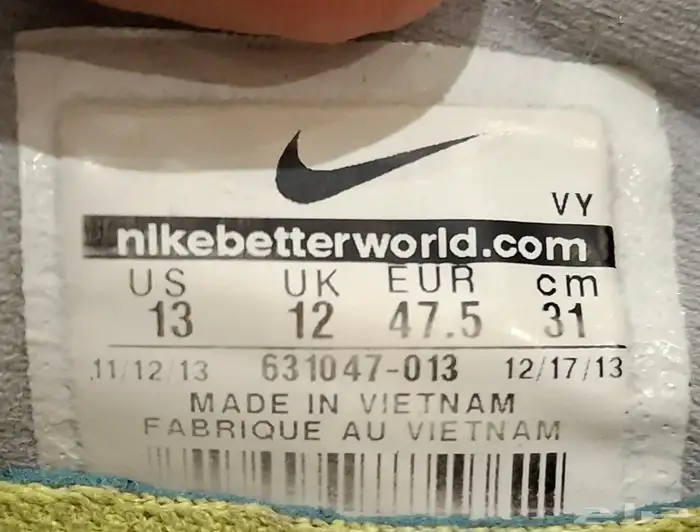 VY
nikebetterworld.com
US UK EUR cm
13 12 47.5 31
11/12/13 631047-013 12/17/13
MADE IN VIETNAM
FABRIQUE AU VIETNAM